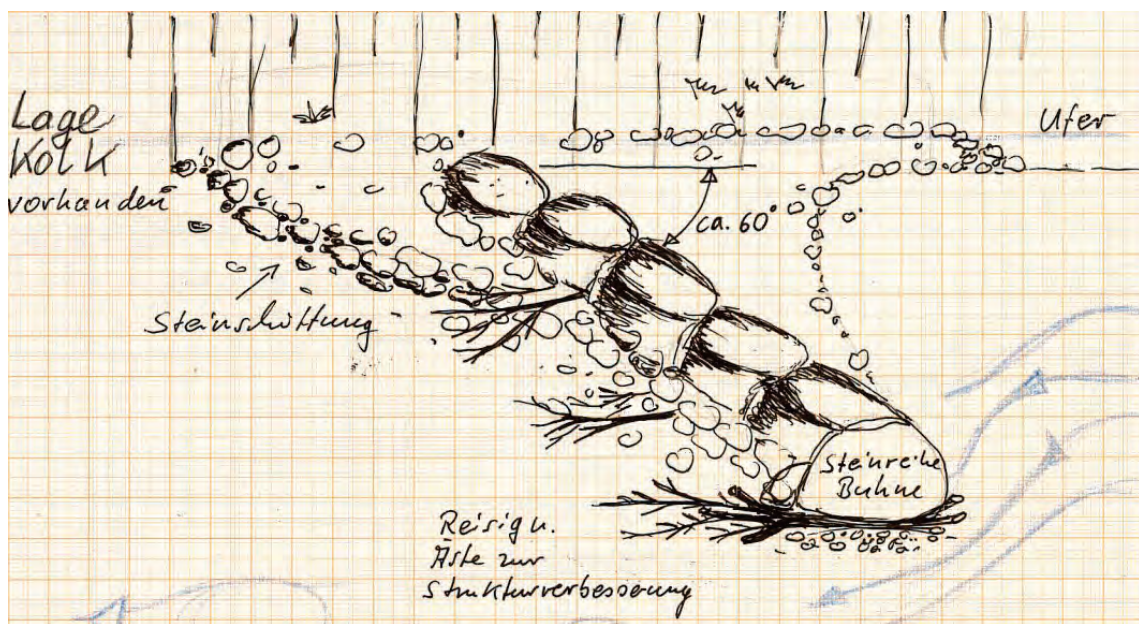 Lage
Kolk
vorhanden
Ufer
ca. 60°
Steinschüttung
Steinreihe
Buhne
Reisig u.
Äste zur
Strukturverbesserung